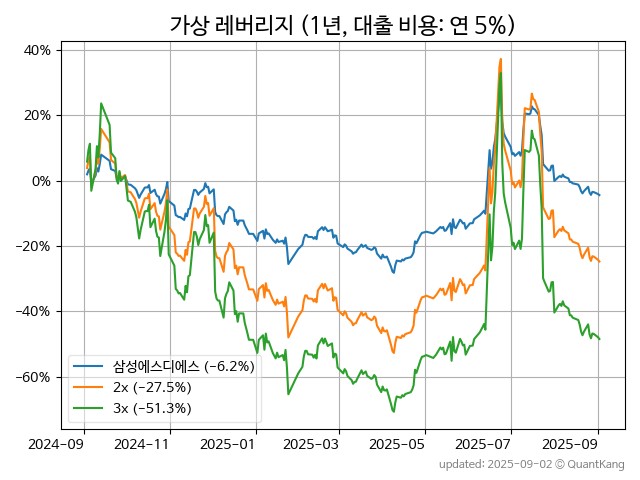 가상 레버리지 (1년, 대출 비용: 연 5%)
40%
20%
0%
−20%
−40%
−60%
삼성에스디에스 (−6.2%)
2x (−27.5%)
3x (−51.3%)
2024-09 2024-11 2025-01 2025-03 2025-05 2025-07 2025-09
updated: 2025-09-02 © QuantKang